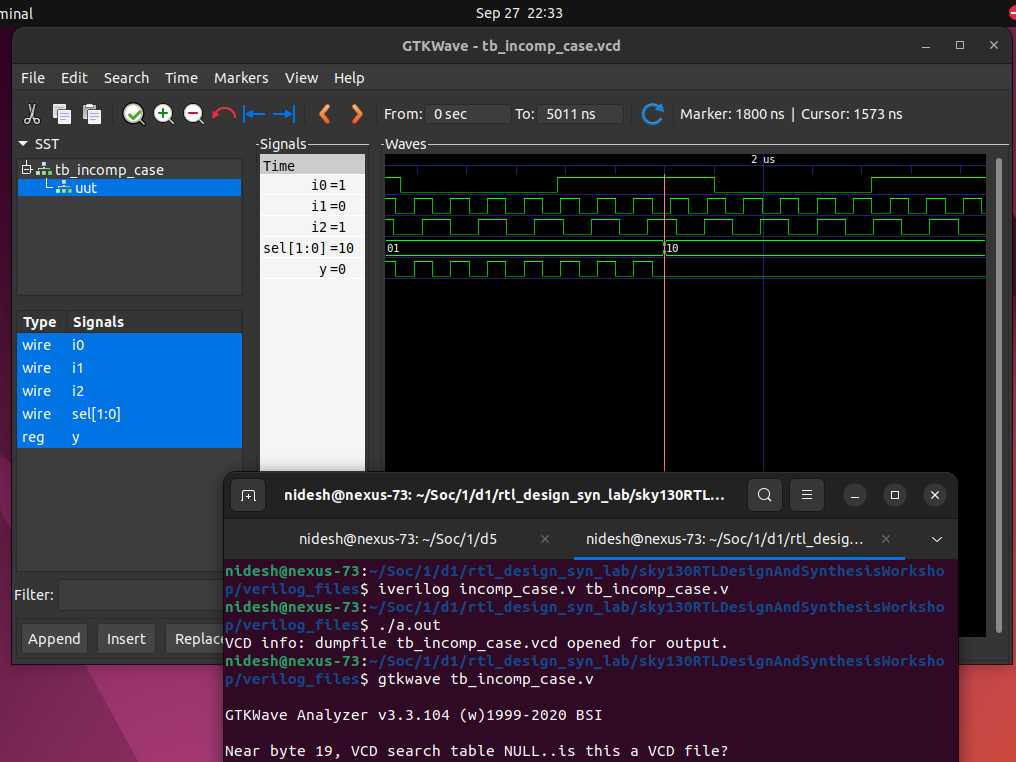 minal
Sep 27 22:33
GTKWave - tb_incomp_case.vcd
File Edit Search Time Markers View Help
From: 0 sec To: 5011 ns Marker: 1800 ns | Cursor: 1573 ns
SST
tb_incomp_case
uut
Type Signals
wire i0
wire i1
wire i2
wire sel[1:0]
reg y
Filter:
Append Insert Replace
Signals
Time
i0 =1
i1 =0
i2 =1
sel[1:0] =10
y =0
Waves
2 us
01 10
nidesh@nexus-73: ~/Soc/1/d1/rtl_design_syn_lab/sky130RTL...
nidesh@nexus-73: ~/Soc/1/d5 nidesh@nexus-73: ~/Soc/1/d1/rtl_desig...
nidesh@nexus-73:~/Soc/1/d1/rtl_design_syn_lab/sky130RTLDesignAndSynthesisWorksho
p/verilog_files$ iverilog incomp_case.v tb_incomp_case.v
nidesh@nexus-73:~/Soc/1/d1/rtl_design_syn_lab/sky130RTLDesignAndSynthesisWorksho
p/verilog_files$ ./a.out
VCD info: dumpfile tb_incomp_case.vcd opened for output.
nidesh@nexus-73:~/Soc/1/d1/rtl_design_syn_lab/sky130RTLDesignAndSynthesisWorksho
p/verilog_files$ gtkwave tb_incomp_case.v
GTKWave Analyzer v3.3.104 (w)1999-2020 BSI
Near byte 19, VCD search table NULL..is this a VCD file?